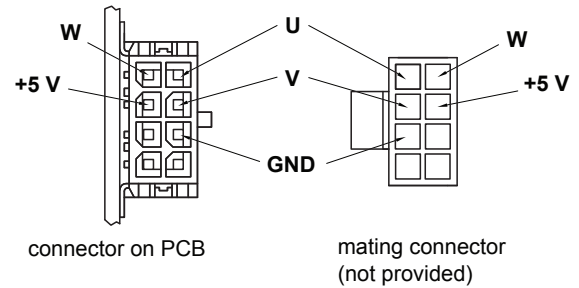 W
U
W
+5 V
V
+5 V
GND
connector on PCB
mating connector
(not provided)